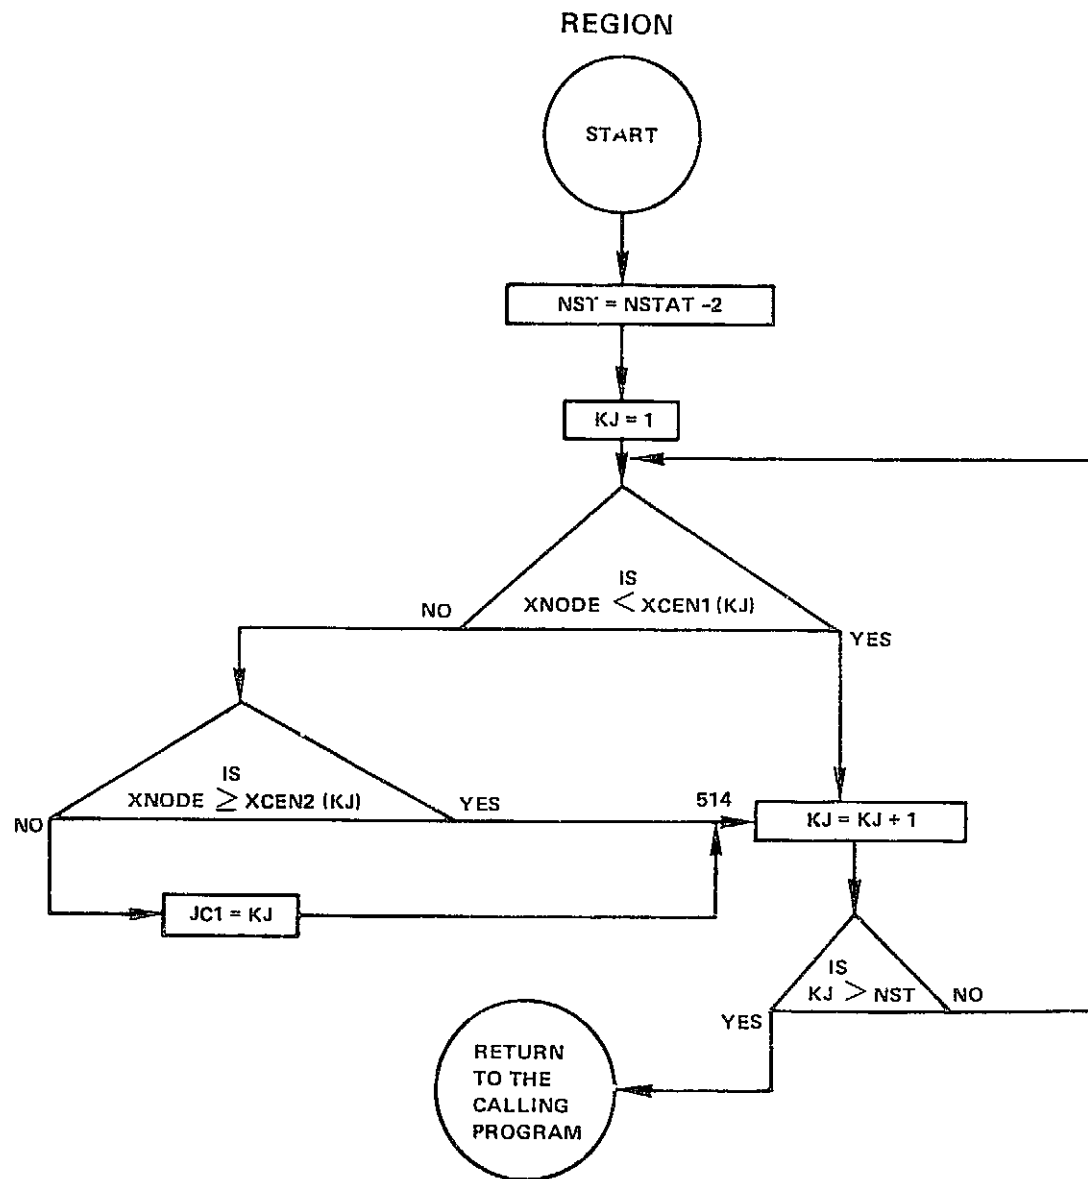 REGION
START
NST = NSTAT -2
KJ = 1
IS
XNODE < XCEN1 (KJ)
NO
YES
IS
XNODE ≥ XCEN2 (KJ)
NO
YES
514
KJ = KJ + 1
JC1 = KJ
IS
KJ > NST
NO
YES
RETURN
TO THE
CALLING
PROGRAM